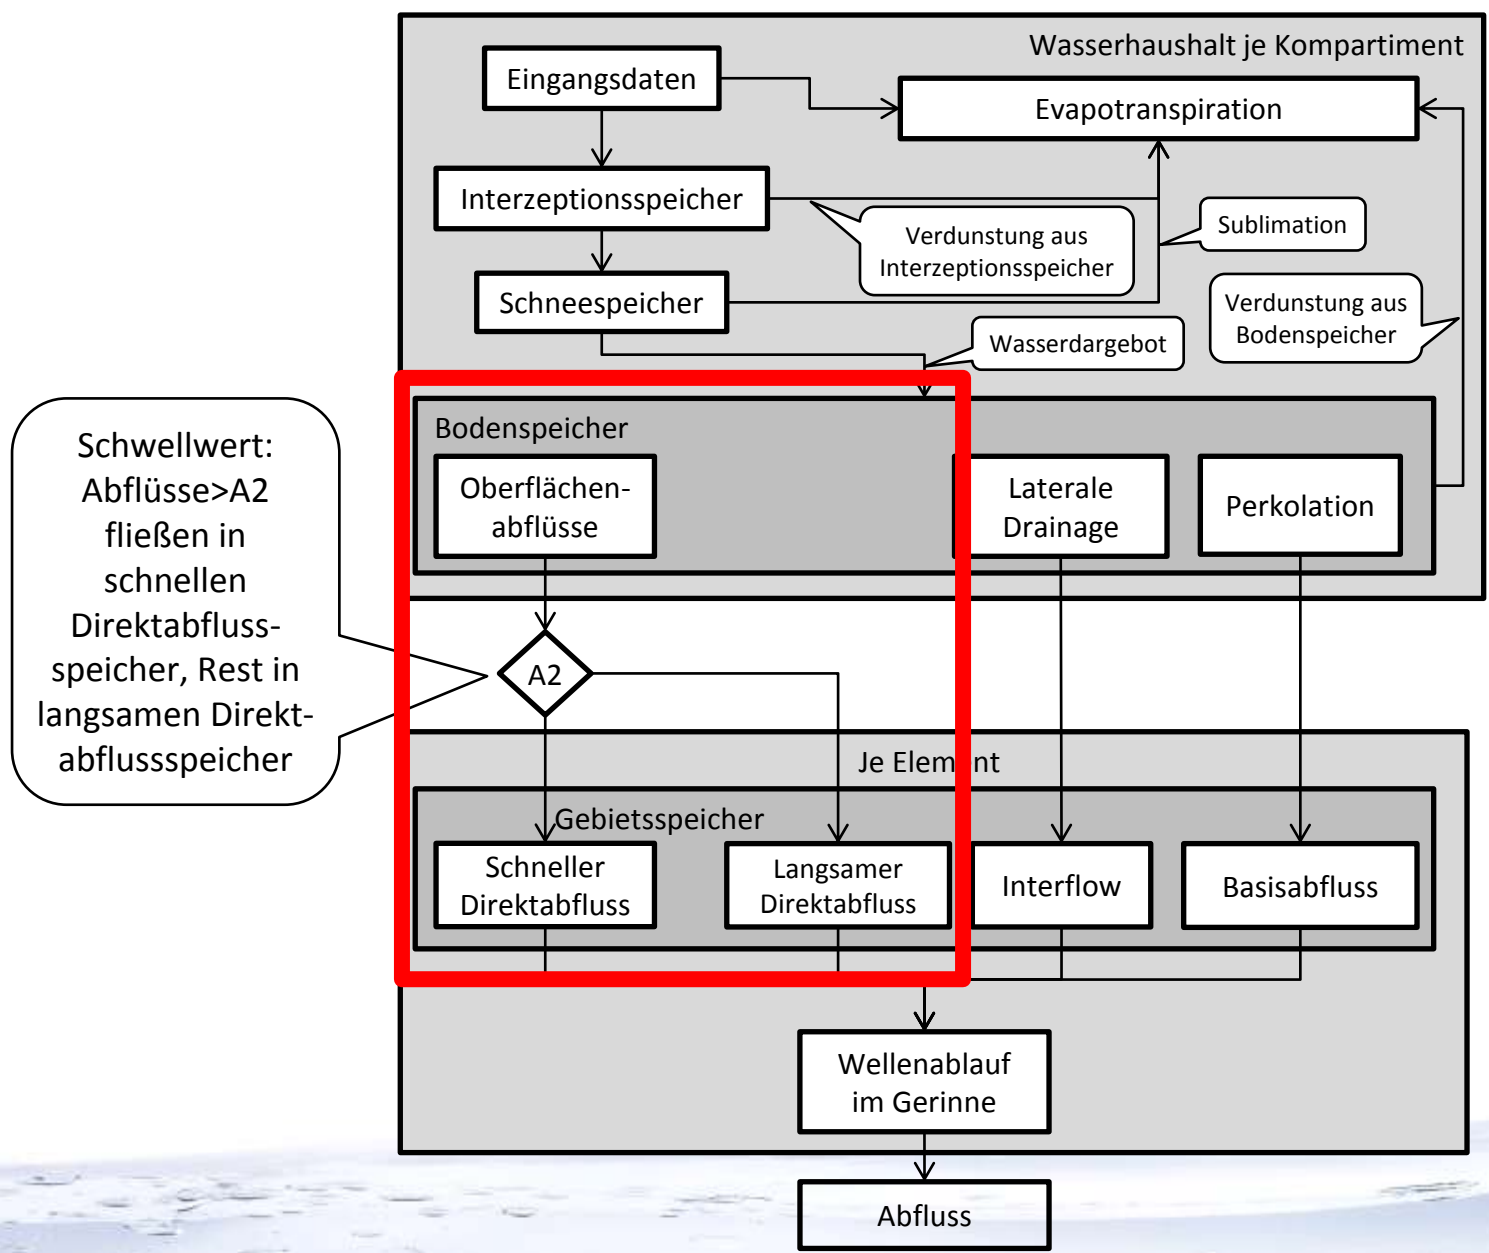 Wasserhaushalt je Kompartiment
Eingangsdaten
Evapotranspiration
Interzeptionsspeicher
Verdunstung aus
Interzeptionsspeicher
Sublimation
Schneespeicher
Verdunstung aus
Bodenspeicher
Wasserdargebot
Schwellwert:
Abflüsse>A2
fließen in
schnellen
Direktabfluss-
speicher, Rest in
langsamen Direkt-
abflussspeicher
Bodenspeicher
Oberflächen-
abflüsse
Laterale
Drainage
Perkolation
A2
Je Element
Gebietsspeicher
Schneller
Direktabfluss
Langsamer
Direktabfluss
Interflow
Basisabfluss
Wellenablauf
im Gerinne
Abfluss